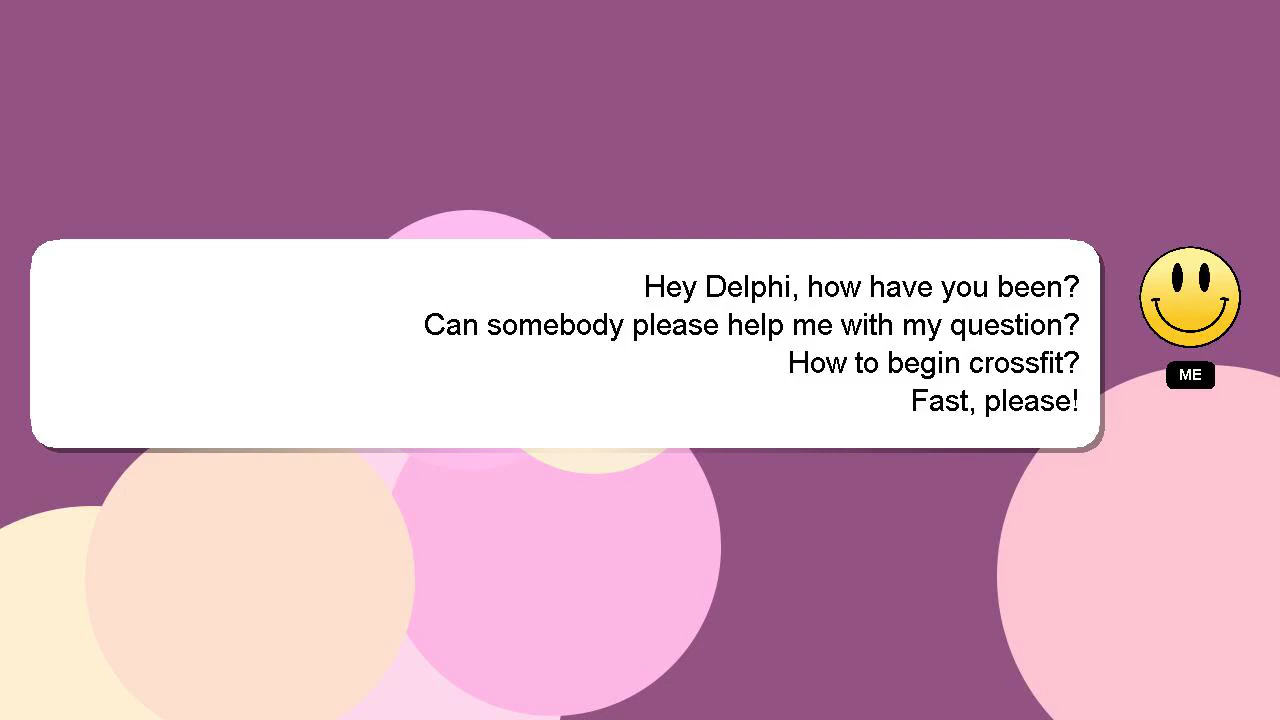 Hey Delphi, how have you been?
Can somebody please help me with my question?
How to begin crossfit?
Fast, please!
ME